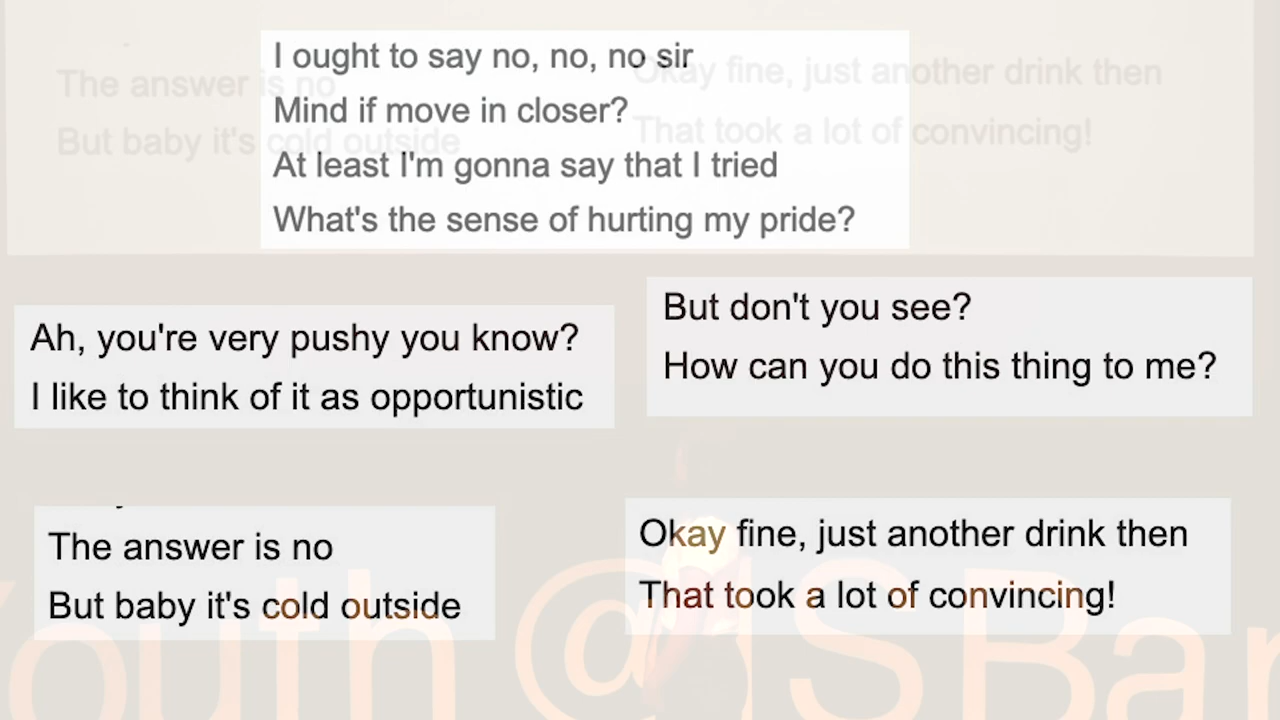 I ought to say no, no, no sir
Mind if move in closer?
At least I'm gonna say that I tried
What's the sense of hurting my pride?
The answer is no
But baby it's cold outside
Okay fine, just another drink then
That took a lot of convincing!
Ah, you're very pushy you know?
I like to think of it as opportunistic
But don't you see?
How can you do this thing to me?
The answer is no
But baby it's cold outside
Okay fine, just another drink then
That took a lot of convincing!
Youth @ISBar